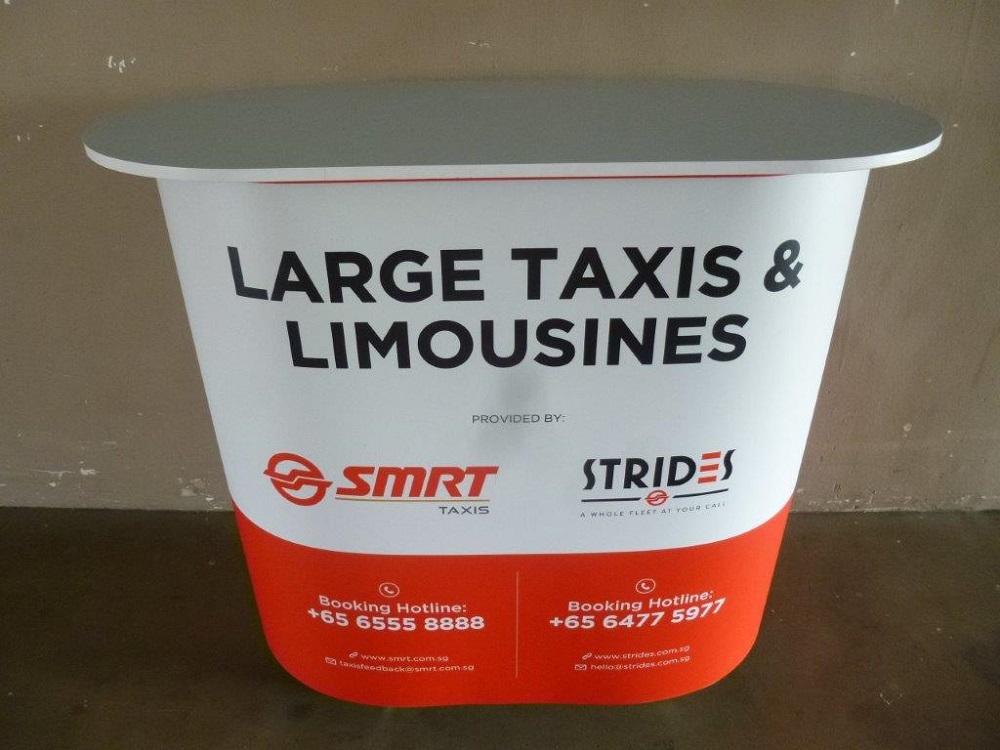 LARGE TAXIS &
LIMOUSINES
PROVIDED BY:
SMRT
TAXIS
STRIDES
A WHOLE FLEET AT YOUR CALL
Booking Hotline:
+65 6555 8888
www.smrt.com.sg
taxisfeedback@smrt.com.sg
Booking Hotline:
+65 6477 5977
www.strides.com.sg
hello@strides.com.sg